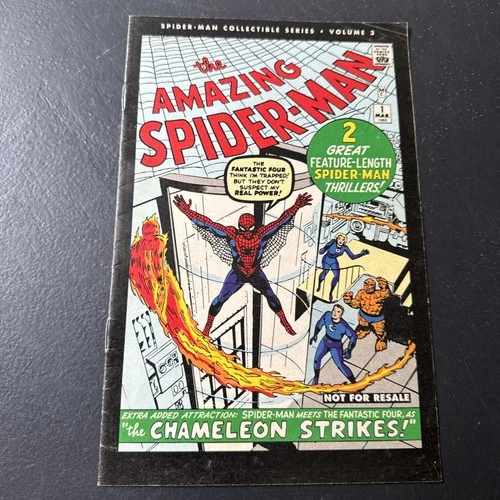 SPIDER-MAN COLLECTIBLE SERIES • VOLUME 3
the
AMAZING
SPIDER-MAN
1
MAR.
2
GREAT
FEATURE-LENGTH
SPIDER-MAN
THRILLERS!
THE
FANTASTIC FOUR
THINK I'M TRAPPED!
BUT THEY DON'T
SUSPECT MY
REAL POWER!
NOT FOR RESALE
EXTRA ADDED ATTRACTION: SPIDER-MAN MEETS THE FANTASTIC FOUR, AS
"the CHAMELEON STRIKES!"